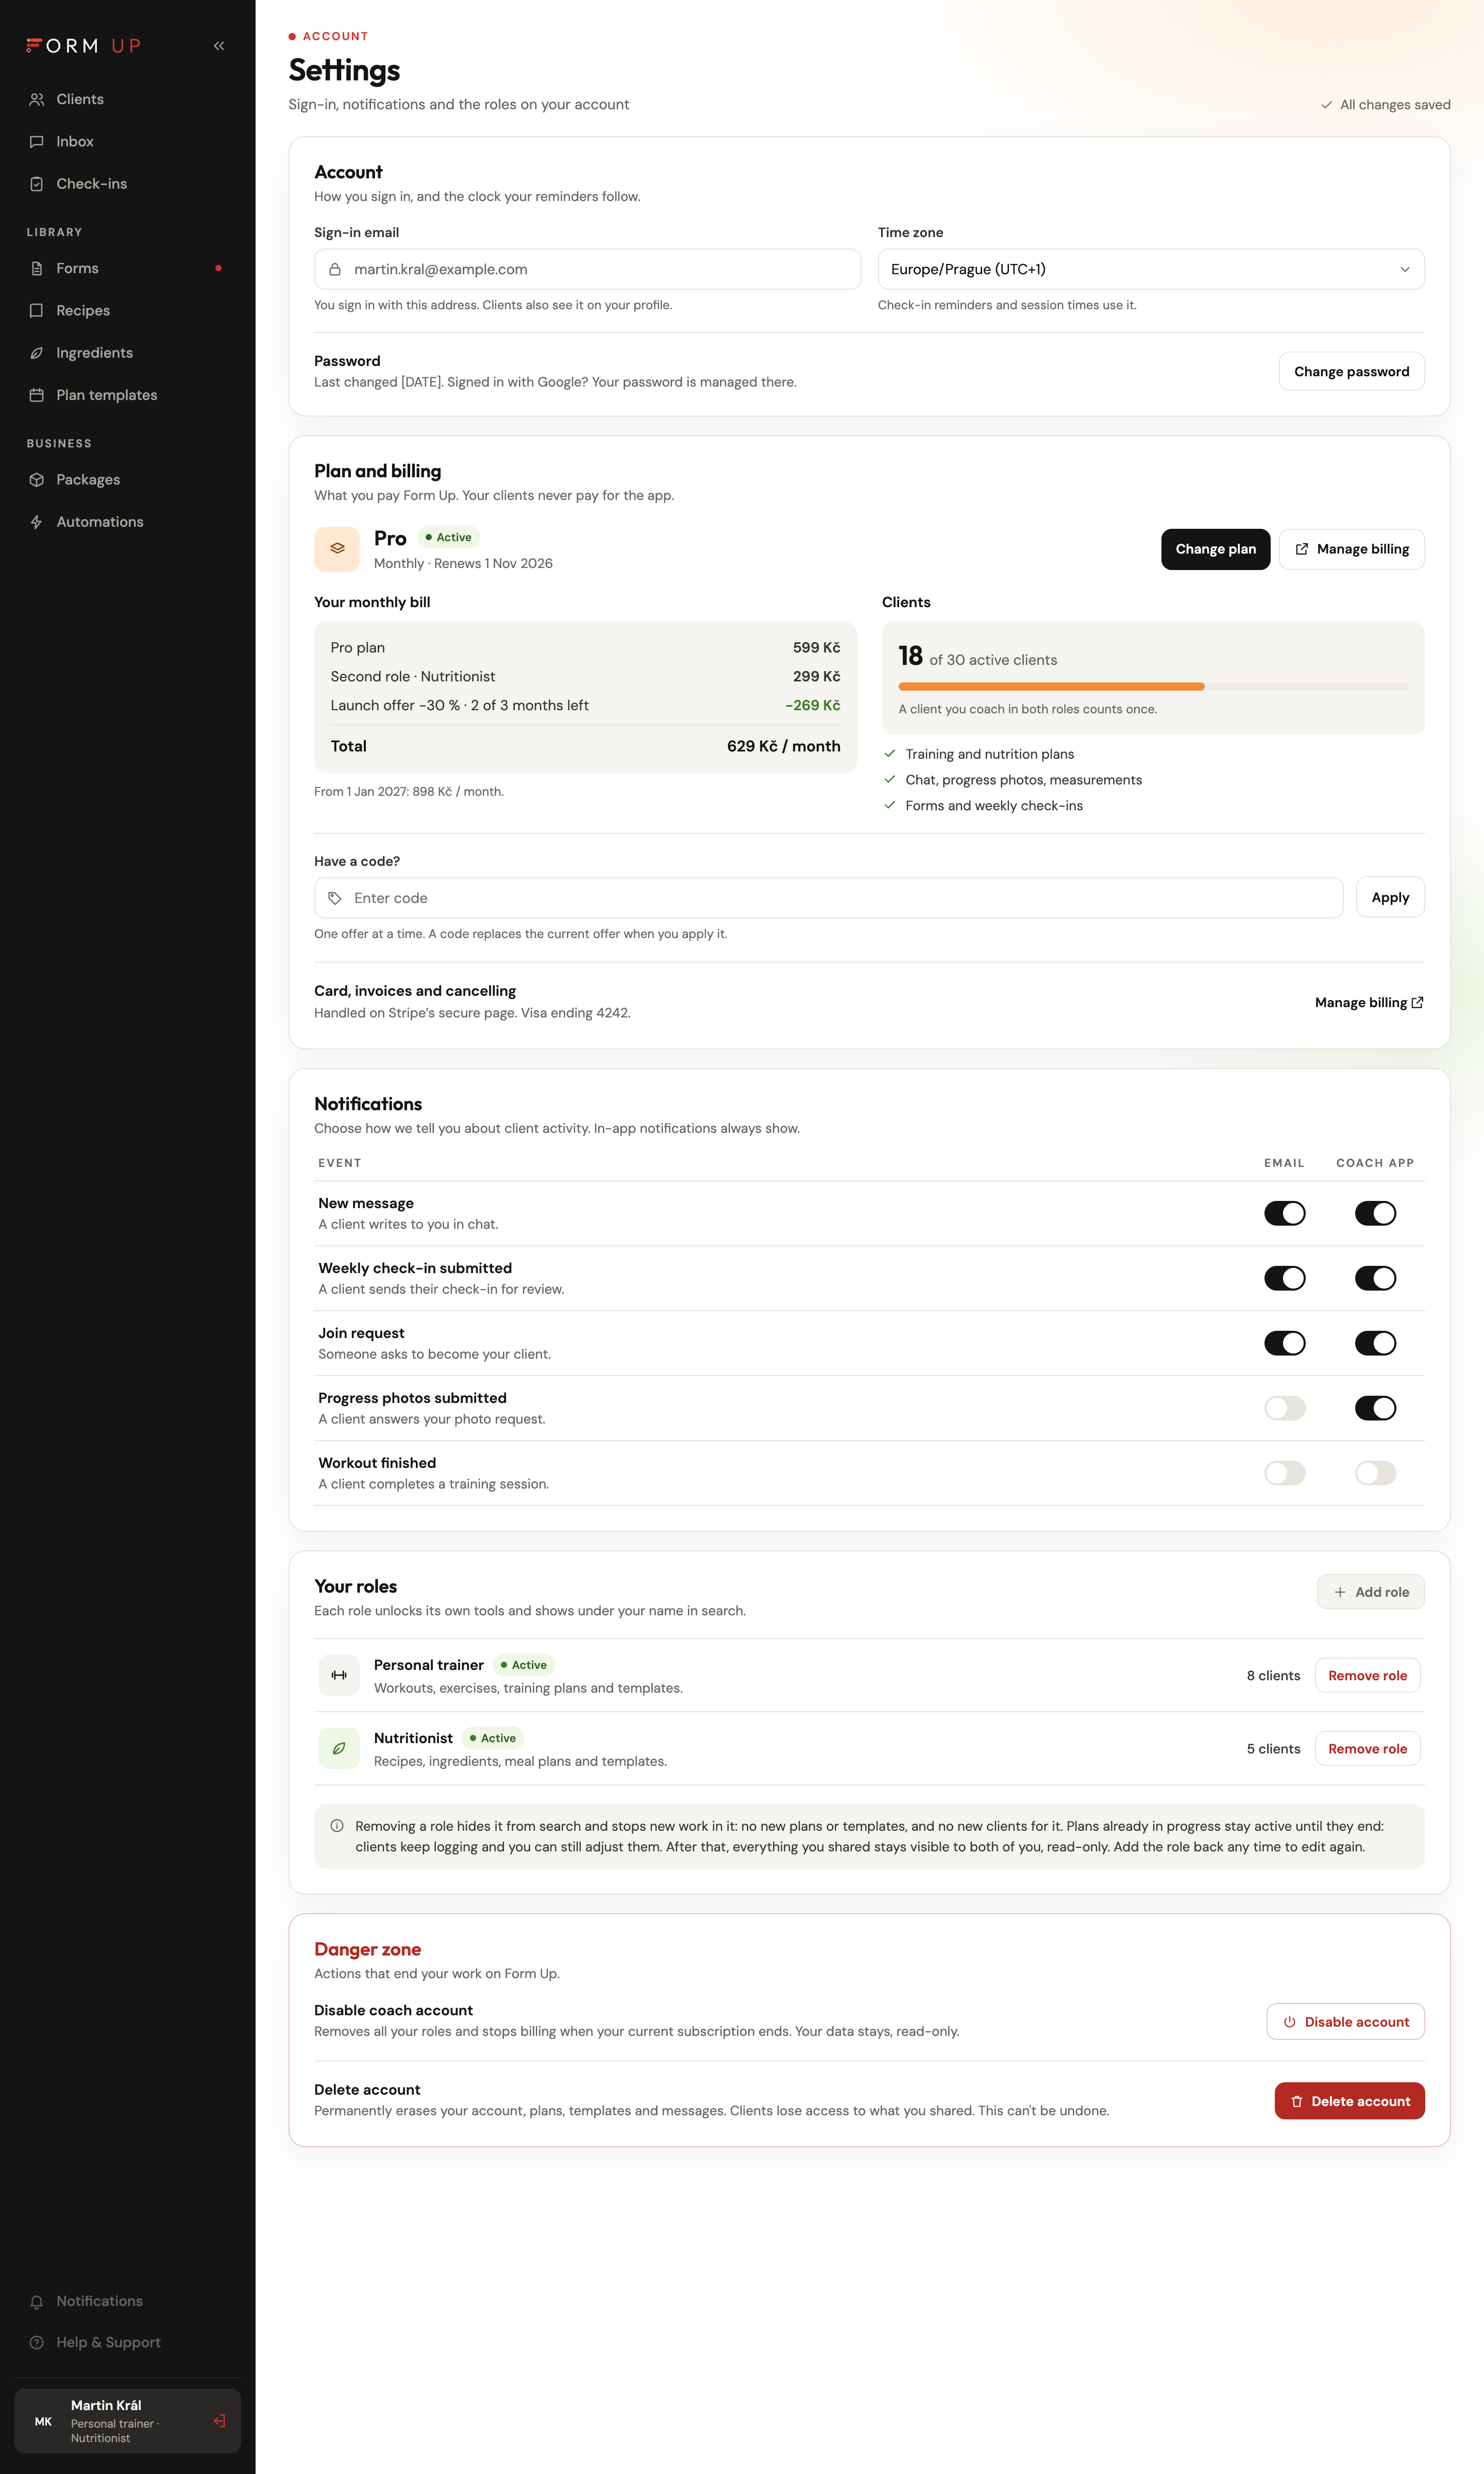 FORM UP
Clients
Inbox
Check-ins
LIBRARY
Forms
Recipes
Ingredients
Plan templates
BUSINESS
Packages
Automations
Notifications
Help & Support
MK
Martin Král
Personal trainer ·
Nutritionist
ACCOUNT
Settings
Sign-in, notifications and the roles on your account
All changes saved
Account
How you sign in, and the clock your reminders follow.
Sign-in email
martin.kral@example.com
You sign in with this address. Clients also see it on your profile.
Time zone
Europe/Prague (UTC+1)
Check-in reminders and session times use it.
Password
Last changed [DATE]. Signed in with Google? Your password is managed there.
Change password
Plan and billing
What you pay Form Up. Your clients never pay for the app.
Pro
Active
Monthly · Renews 1 Nov 2026
Change plan
Manage billing
Your monthly bill
Pro plan 599 Kč
Second role · Nutritionist 299 Kč
Launch offer -30 % · 2 of 3 months left -269 Kč
Total 629 Kč / month
From 1 Jan 2027: 898 Kč / month.
Clients
18 of 30 active clients
A client you coach in both roles counts once.
Training and nutrition plans
Chat, progress photos, measurements
Forms and weekly check-ins
Have a code?
Enter code
Apply
One offer at a time. A code replaces the current offer when you apply it.
Card, invoices and cancelling
Handled on Stripe's secure page. Visa ending 4242.
Manage billing
Notifications
Choose how we tell you about client activity. In-app notifications always show.
EVENT EMAIL COACH APP
New message
A client writes to you in chat.
Weekly check-in submitted
A client sends their check-in for review.
Join request
Someone asks to become your client.
Progress photos submitted
A client answers your photo request.
Workout finished
A client completes a training session.
Your roles
Each role unlocks its own tools and shows under your name in search.
Add role
Personal trainer
Active
Workouts, exercises, training plans and templates.
8 clients
Remove role
Nutritionist
Active
Recipes, ingredients, meal plans and templates.
5 clients
Remove role
Removing a role hides it from search and stops new work in it: no new plans or templates, and no new clients for it. Plans already in progress stay active until they end:
clients keep logging and you can still adjust them. After that, everything you shared stays visible to both of you, read-only. Add the role back any time to edit again.
Danger zone
Actions that end your work on Form Up.
Disable coach account
Removes all your roles and stops billing when your current subscription ends. Your data stays, read-only.
Disable account
Delete account
Permanently erases your account, plans, templates and messages. Clients lose access to what you shared. This can't be undone.
Delete account